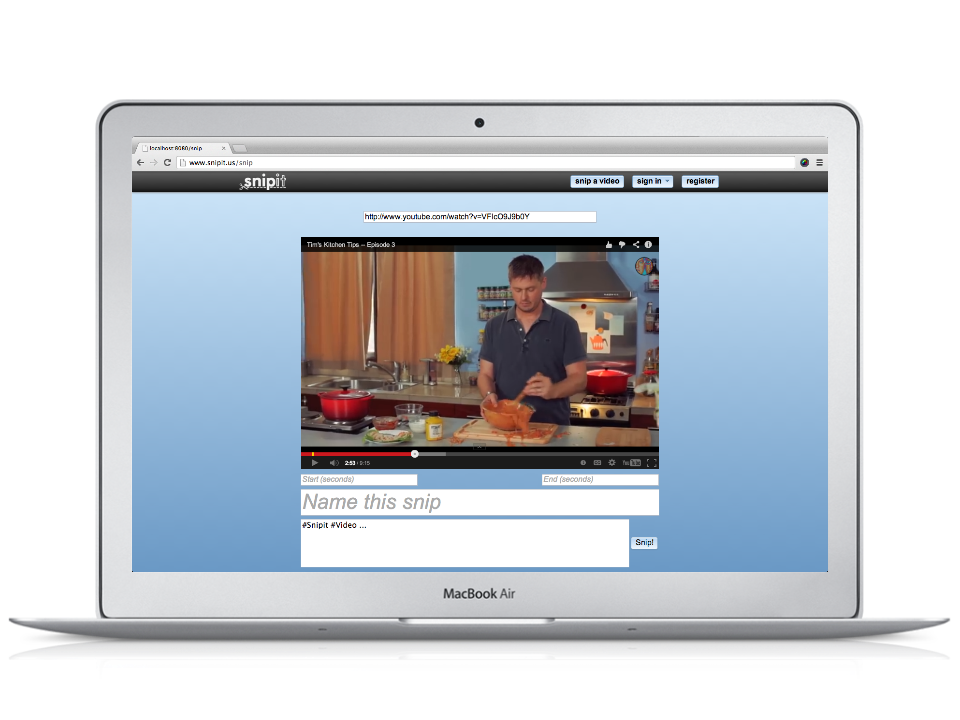 localhost:8080/snip
www.snipit.us/snip
snipit
snip a video
sign in
register
http://www.youtube.com/watch?v=VFIcO9J9b0Y
Tim's Kitchen Tips -- Episode 3
2:53 / 9:15
Start (seconds)
End (seconds)
Name this snip
#Snipit #Video ...
Snip!
MacBook Air